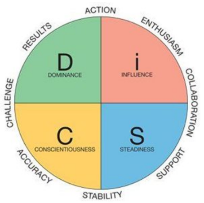 ACTION
RESULTS
ENTHUSIASM
D
DOMINANCE
i
INFLUENCE
CHALLENGE
COLLABORATION
C
CONSCIENTIOUSNESS
S
STEADINESS
ACCURACY
SUPPORT
STABILITY